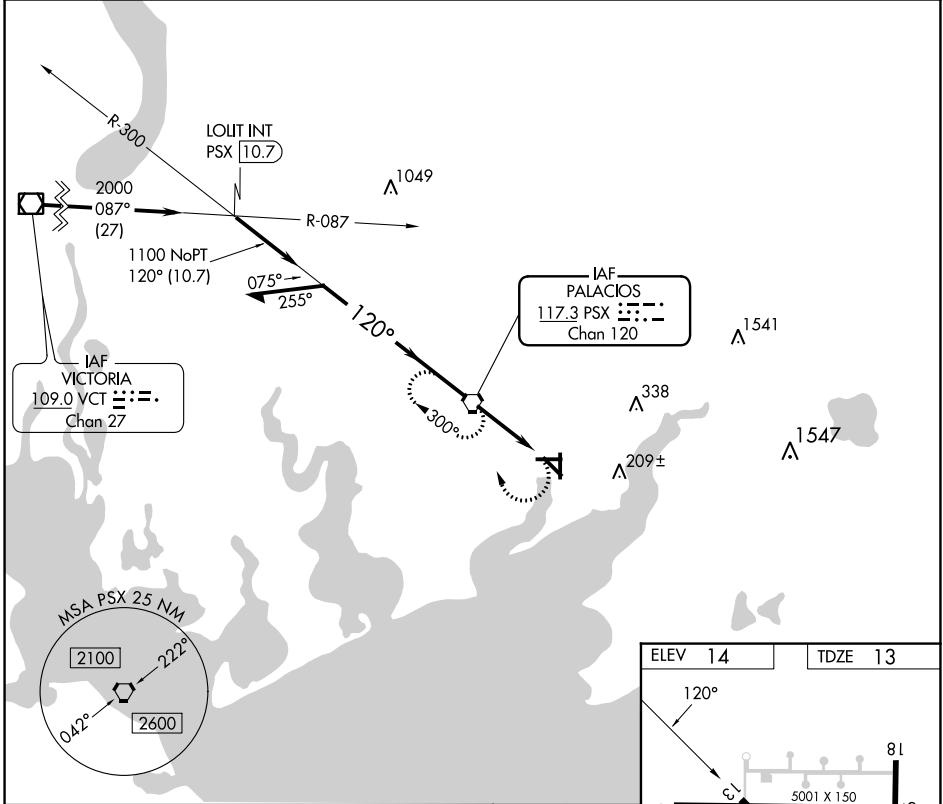 R-300
LOLIT INT
PSX 10.7
1049
2000
087°
(27)
R-087
1100 NoPT
120° (10.7)
075°
255°
120°
IAF
PALACIOS
117.3 PSX
Chan 120
1541
IAF
VICTORIA
109.0 VCT
Chan 27
338
300°
1547
209±
MSA PSX 25 NM
2100
222°
042°
2600
ELEV 14
TDZE 13
120°
18
13
5001 X 150